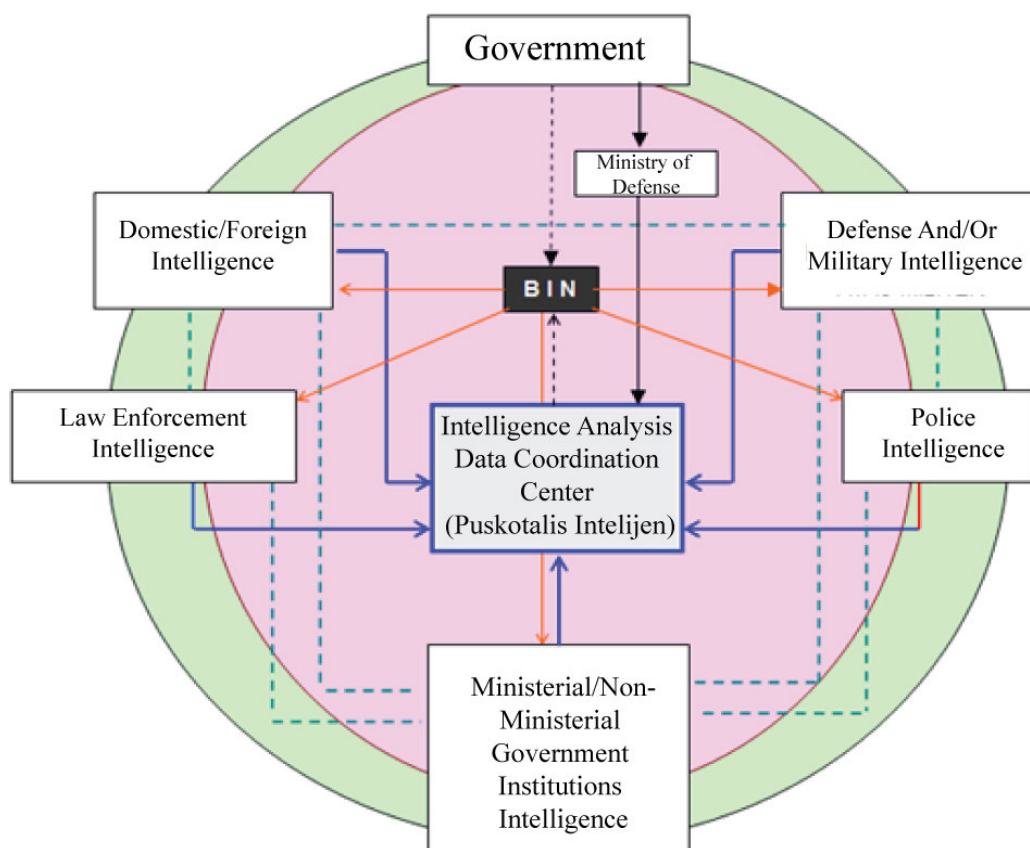 Government
Ministry of
Defense
Domestic/Foreign
Intelligence
Defense And/Or
Military Intelligence
BIN
Law Enforcement
Intelligence
Intelligence Analysis
Data Coordination
Center
(Puskotalis Intelijen)
Police
Intelligence
Ministerial/Non-
Ministerial
Government
Institutions
Intelligence